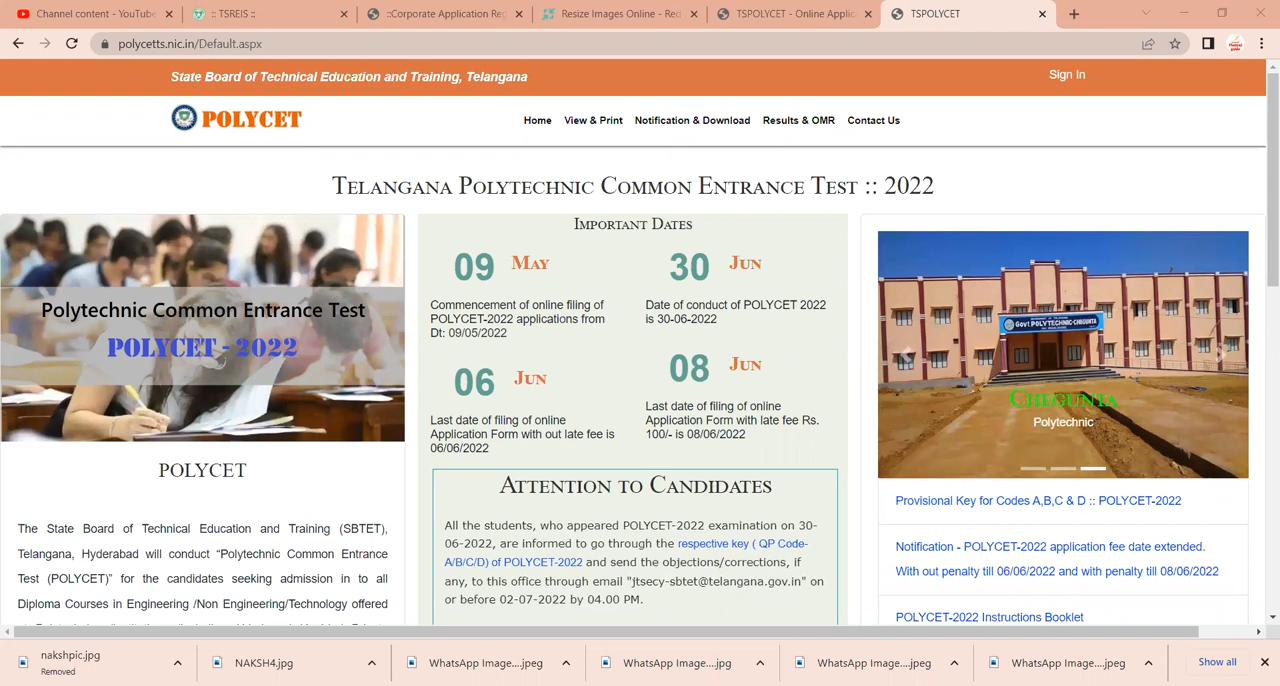 Channel content - YouTube
:: TSREIS ::
::Corporate Application Reg
Resize Images Online - Red
TSPOLYCET - Online Applic
TSPOLYCET
polycetts.nic.in/Default.aspx
State Board of Technical Education and Training, Telangana
Sign In
POLYCET
Home
View & Print
Notification & Download
Results & OMR
Contact Us
Telangana Polytechnic Common Entrance Test :: 2022
Polytechnic Common Entrance Test
POLYCET - 2022
POLYCET
The State Board of Technical Education and Training (SBTET),
Telangana, Hyderabad will conduct “Polytechnic Common Entrance
Test (POLYCET)” for the candidates seeking admission in to all
Diploma Courses in Engineering /Non Engineering/Technology offered
Important Dates
09 May
Commencement of online filing of
POLYCET-2022 applications from
Dt: 09/05/2022
30 Jun
Date of conduct of POLYCET 2022
is 30-06-2022
06 Jun
Last date of filing of online
Application Form with out late fee is
06/06/2022
08 Jun
Last date of filing of online
Application Form with late fee Rs.
100/- is 08/06/2022
Attention to Candidates
All the students, who appeared POLYCET-2022 examination on 30-
06-2022, are informed to go through the respective key ( QP Code-
A/B/C/D) of POLYCET-2022 and send the objections/corrections, if
any, to this office through email "jtsecy-sbtet@telangana.gov.in" on
or before 02-07-2022 by 04.00 PM.
Govt.POLYTECHNIC-CHEGUNTA
Chegunta
Polytechnic
Provisional Key for Codes A,B,C & D :: POLYCET-2022
Notification - POLYCET-2022 application fee date extended.
With out penalty till 06/06/2022 and with penalty till 08/06/2022
POLYCET-2022 Instructions Booklet
nakshpic.jpg
Removed
NAKSH4.jpg
WhatsApp Image....jpeg
WhatsApp Image....jpg
WhatsApp Image....jpeg
WhatsApp Image....jpeg
Show all